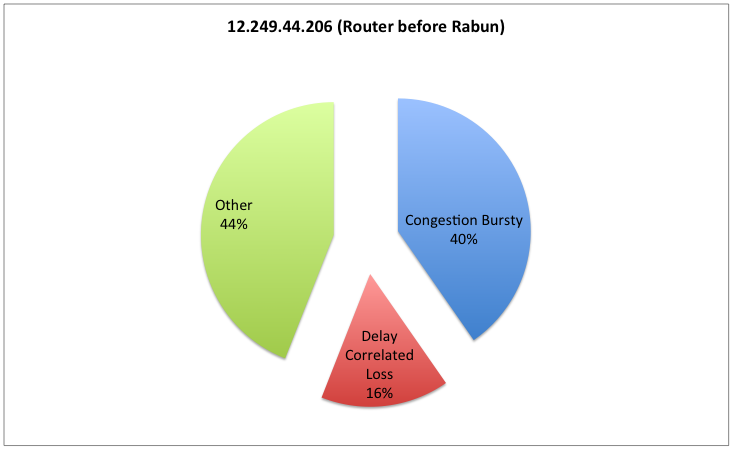 12.249.44.206 (Router before Rabun)
Other
44%
Congestion Bursty
40%
Delay
Correlated
Loss
16%